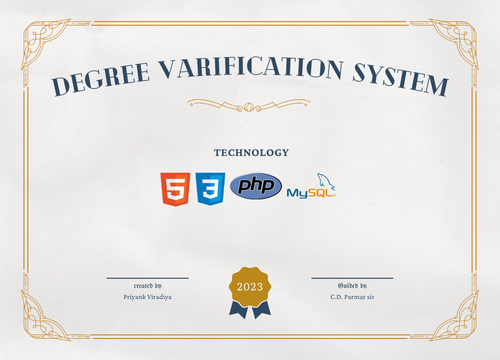 DEGREE VARIFICATION SYSTEM
TECHNOLOGY
5 3 php MySQL
2023
created by
Priyank Viradiya
Guided by
C.D. Parmar sir